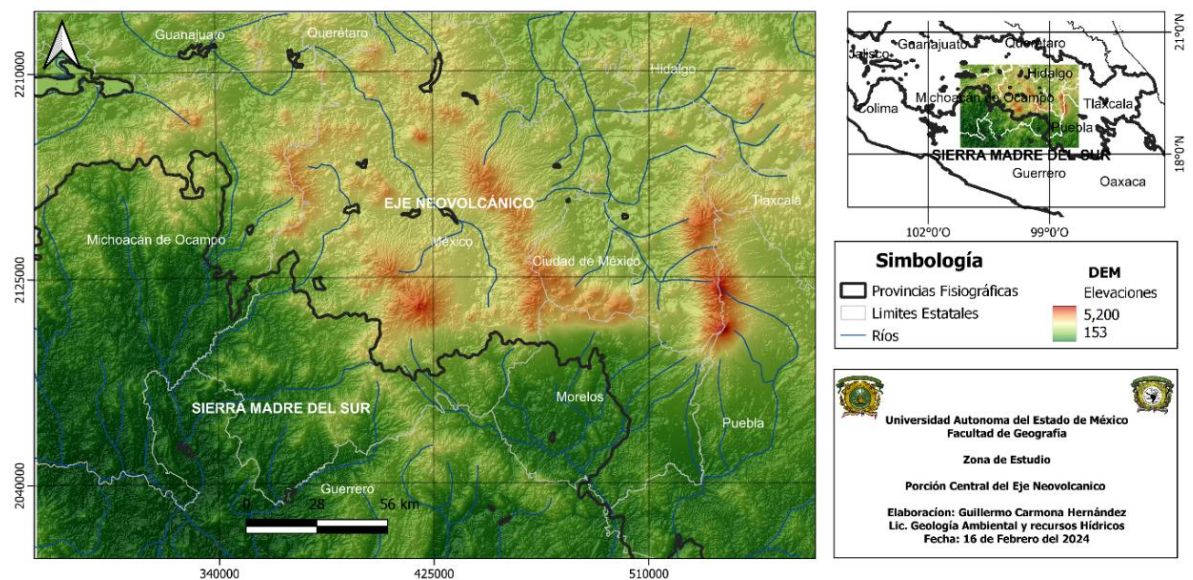 Guanajuato
Querétaro
Hidalgo
2210000
EJE NEOVOLCÁNICO
Tlaxcala
Michoacán de Ocampo
México
Ciudad de México
2125000
SIERRA MADRE DEL SUR
Morelos
Puebla
2040000
Guerrero
0 28 56 km
340000 425000 510000
Guanajuato
Querétaro
Jalisco
Hidalgo
Michoacán de Ocampo
Colima
Tlaxcala
Puebla
SIERRA MADRE DEL SUR
Guerrero
Oaxaca
21°0'N
18°0'N
102°0'O 99°0'O
Simbología
Provincias Fisiográficas
Limites Estatales
Ríos
DEM
Elevaciones
5,200
153
Universidad Autonoma del Estado de México
Facultad de Geografía
Zona de Estudio
Porción Central del Eje Neovolcanico
Elaboracíon: Guillermo Carmona Hernández
Lic. Geología Ambiental y recursos Hídricos
Fecha: 16 de Febrero del 2024